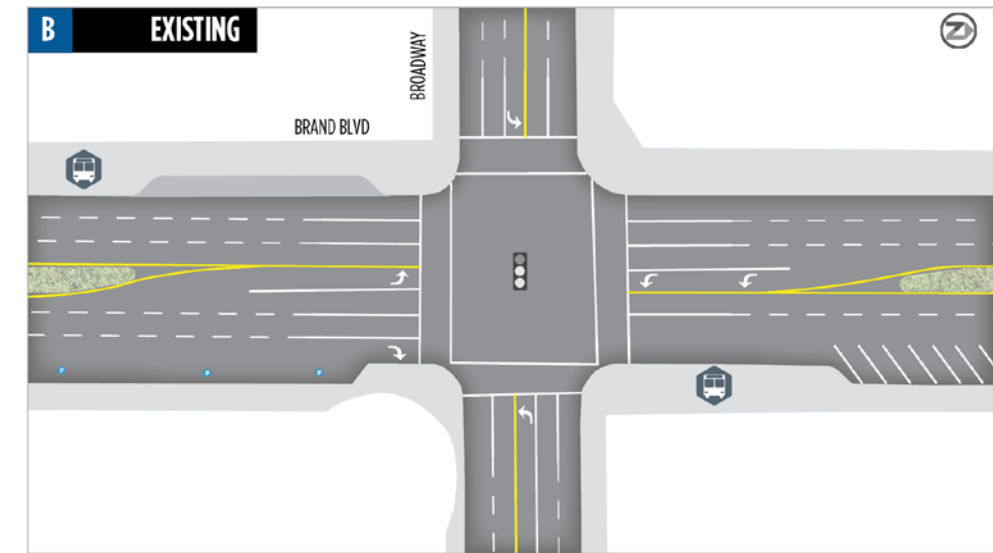 B EXISTING
BROADWAY
BRAND BLVD
Z
P P P